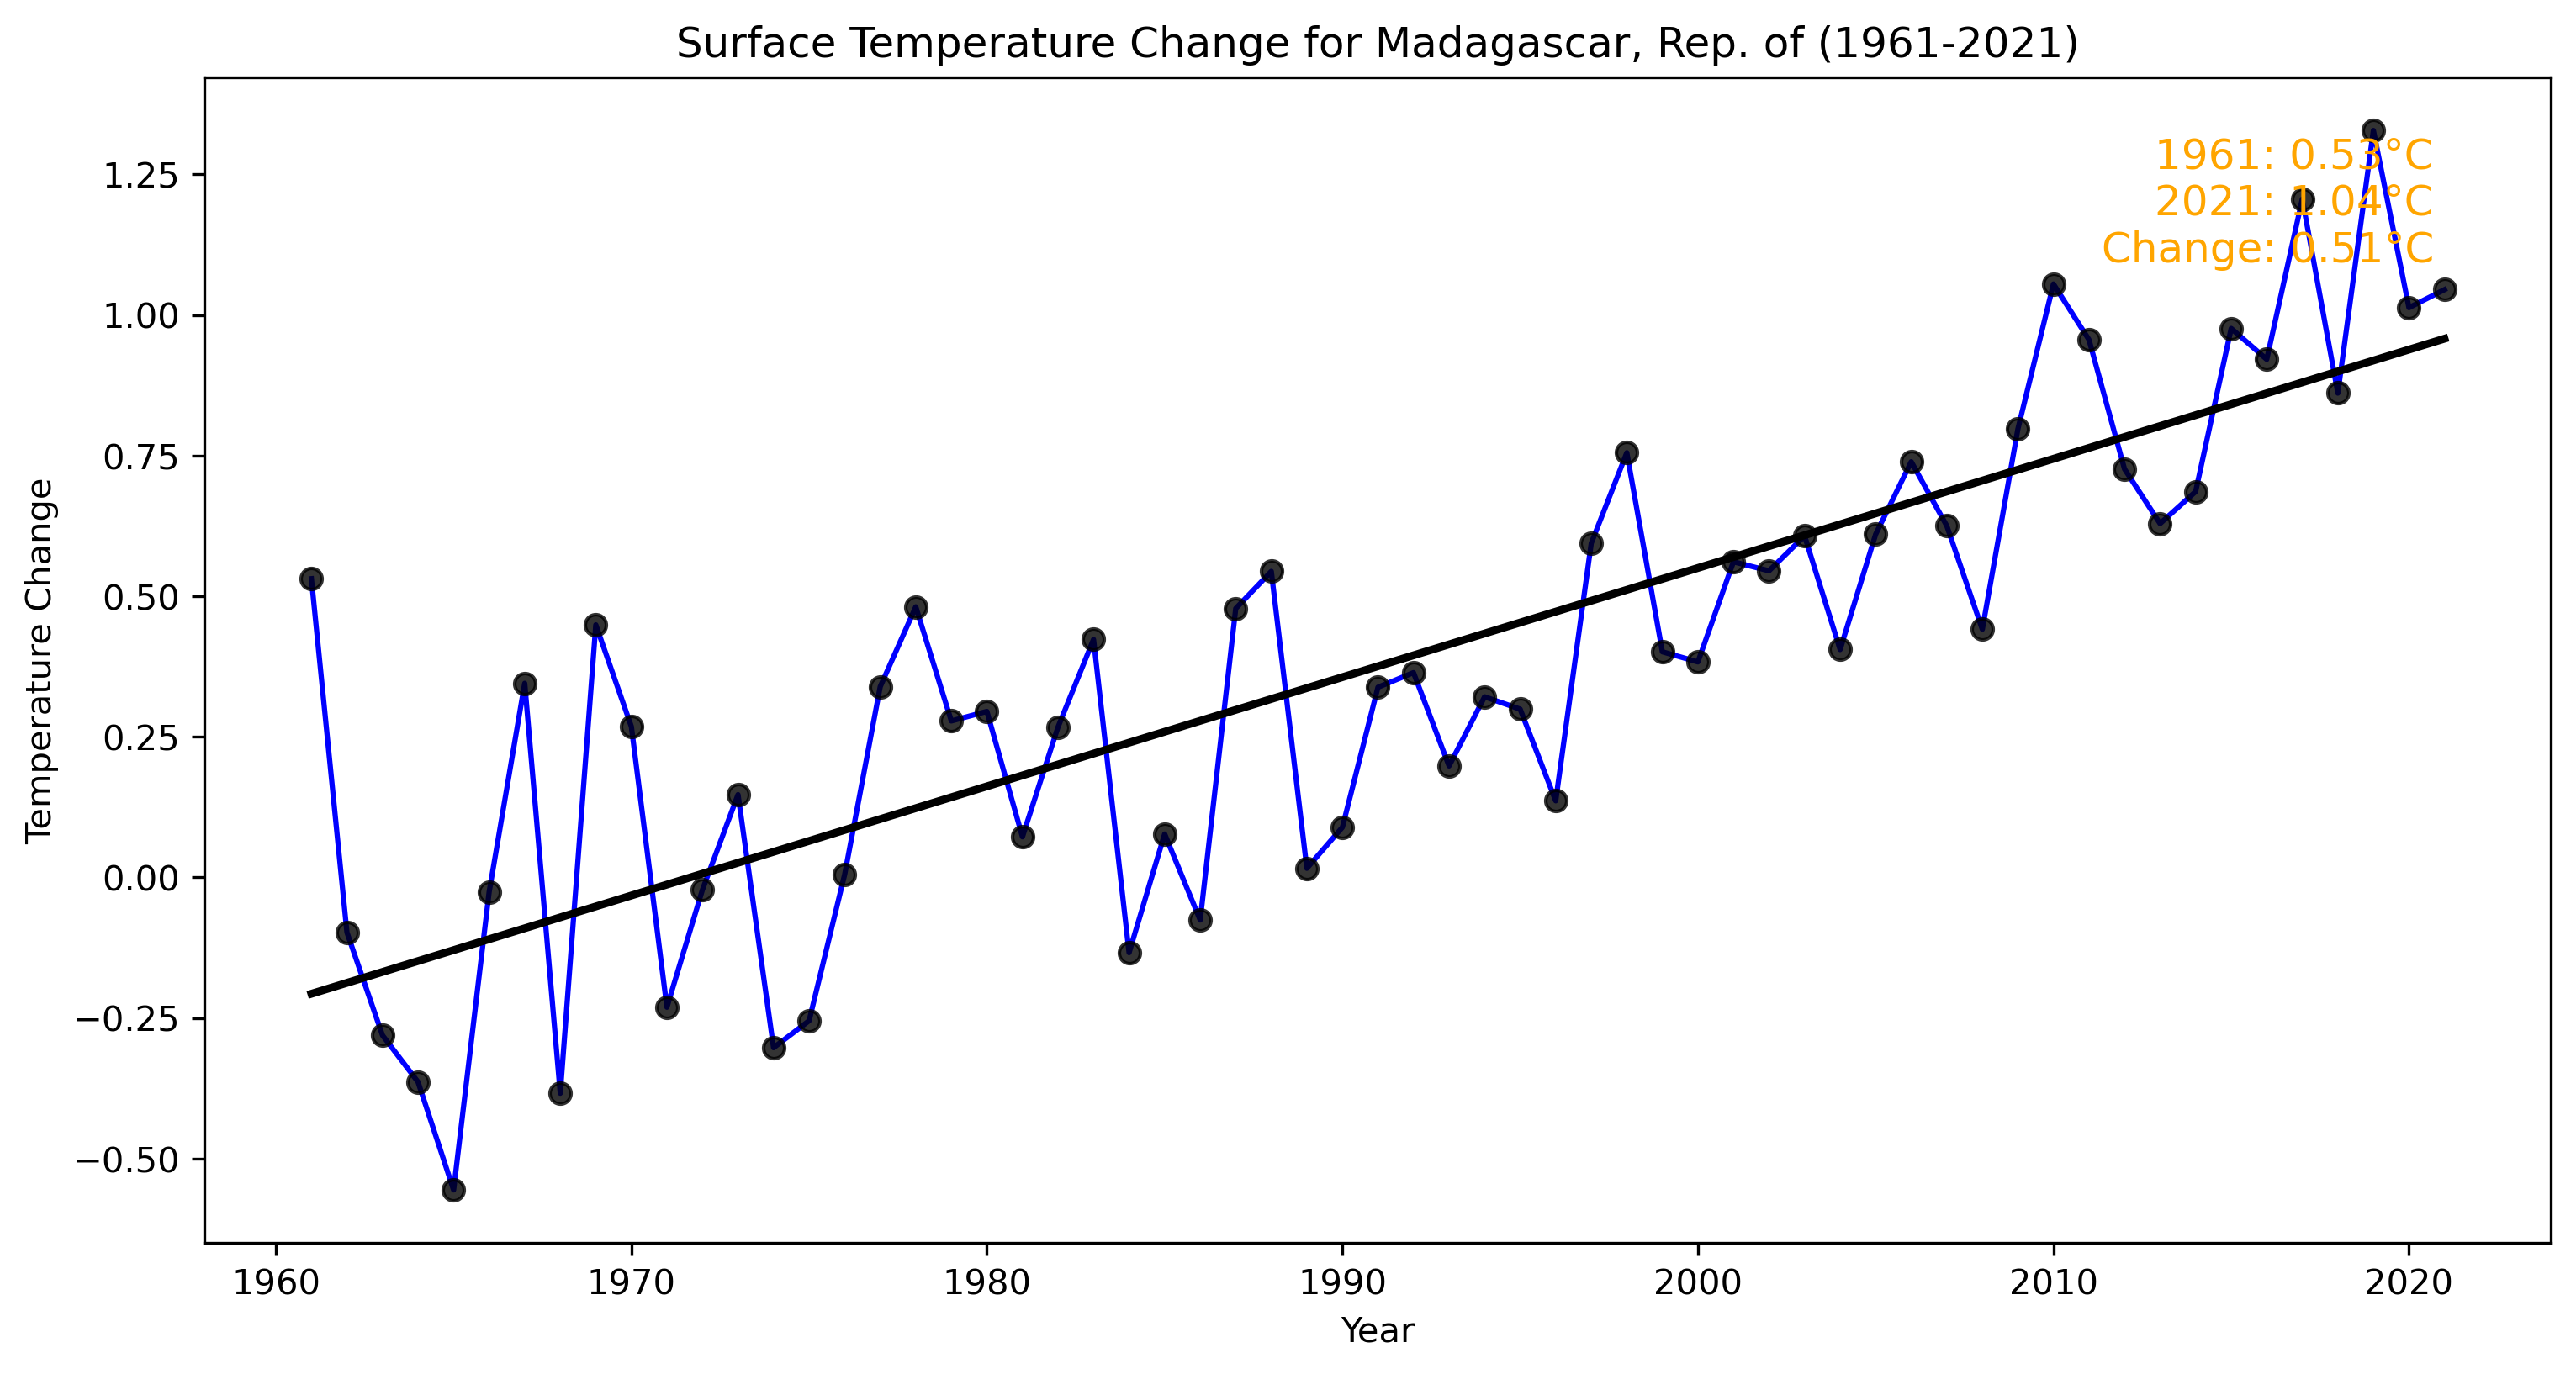 Surface Temperature Change for Madagascar, Rep. of (1961-2021)
1961: 0.53°C
2021: 1.04°C
Change: 0.51°C
Temperature Change
1.25
1.00
0.75
0.50
0.25
0.00
−0.25
−0.50
1960 1970 1980 1990 2000 2010 2020
Year